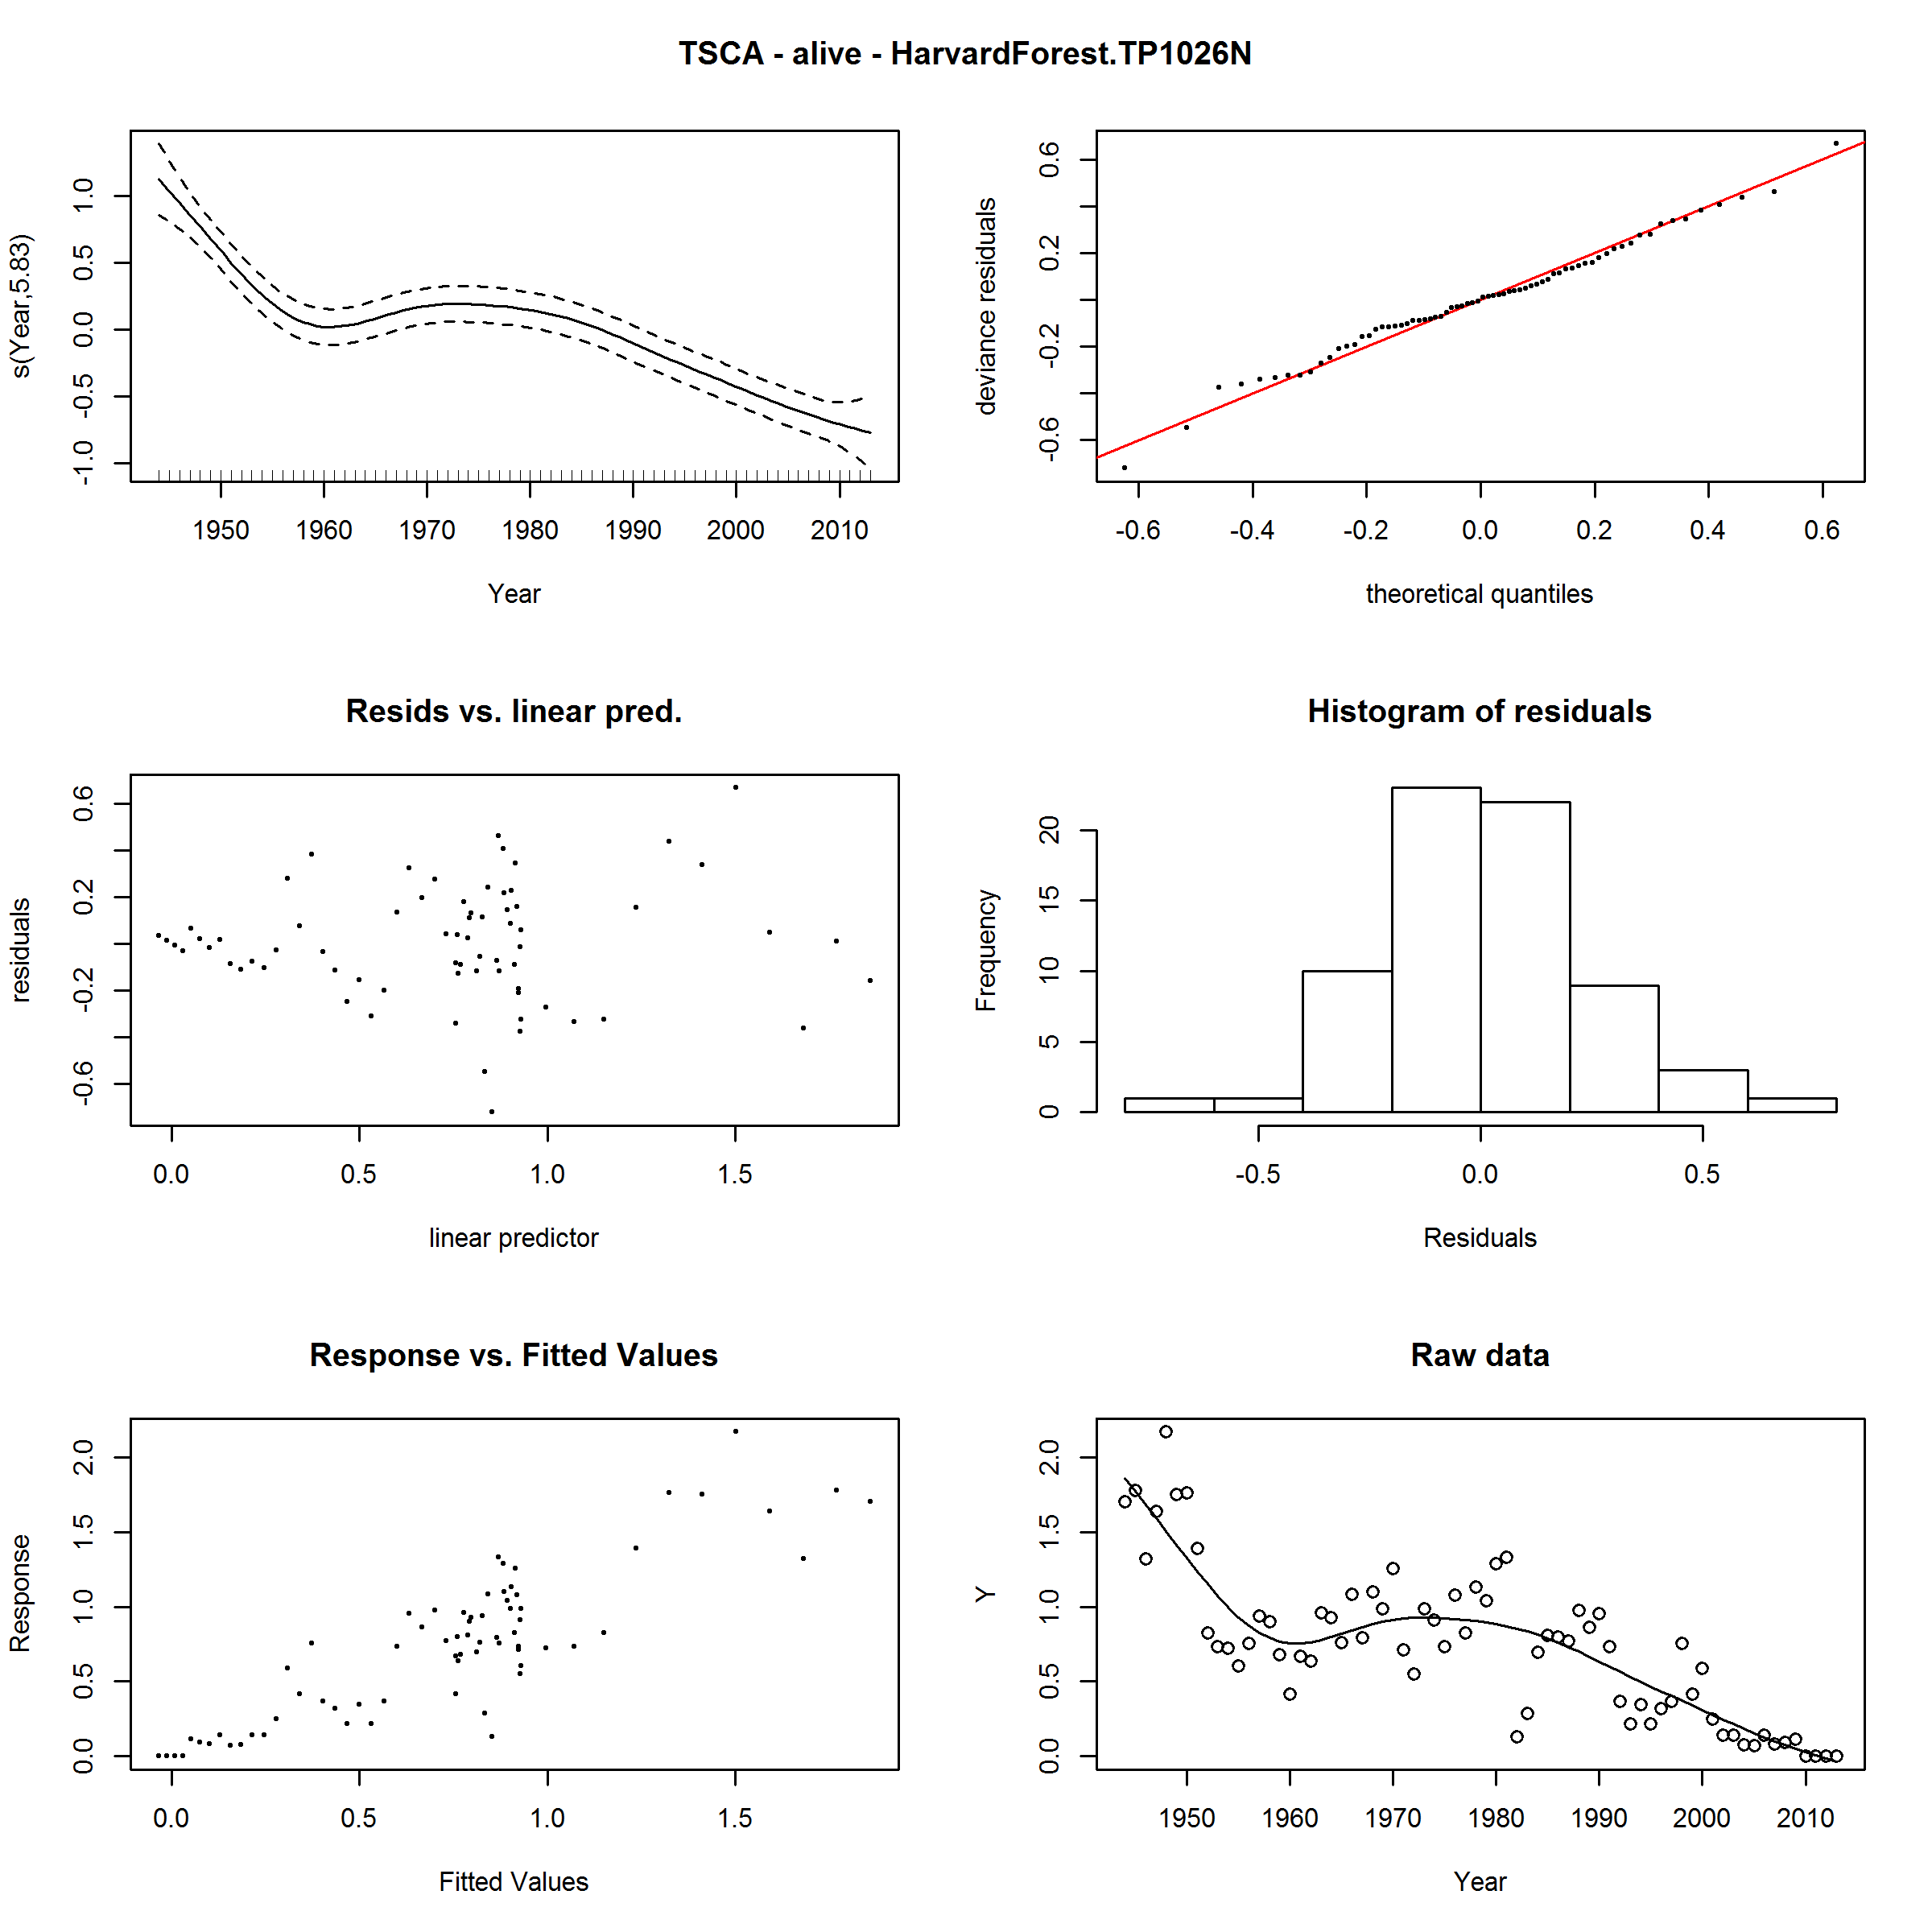 TSCA - alive - HarvardForest.TP1026N
s(Year,5.83)
1.0
0.5
0.0
-0.5
-1.0
1950 1960 1970 1980 1990 2000 2010
Year
deviance residuals
0.6
0.2
-0.2
-0.6
-0.6 -0.4 -0.2 0.0 0.2 0.4 0.6
theoretical quantiles
Resids vs. linear pred.
residuals
0.6
0.2
-0.2
-0.6
0.0 0.5 1.0 1.5
linear predictor
Histogram of residuals
Frequency
20
15
10
5
0
-0.5 0.0 0.5
Residuals
Response vs. Fitted Values
Response
2.0
1.5
1.0
0.5
0.0
0.0 0.5 1.0 1.5
Fitted Values
Raw data
Y
2.0
1.5
1.0
0.5
0.0
1950 1960 1970 1980 1990 2000 2010
Year